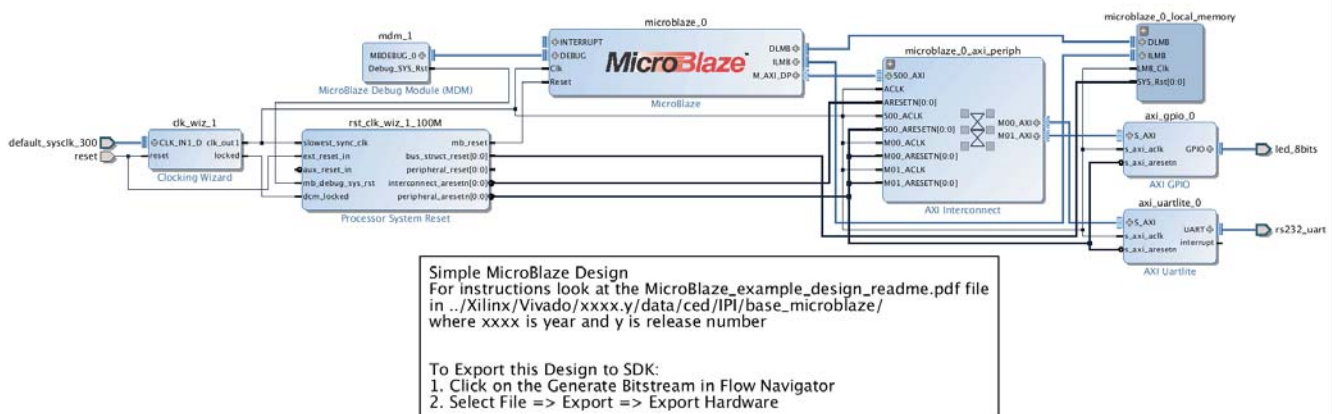 microblaze_0
microblaze_0_local_memory
mdm_1
MBDEBUG_0
Debug_SYS_Rst
MicroBlaze Debug Module (MDM)
INTERRUPT
DEBUG
Clk
Reset
MicroBlaze™
DLMB
ILMB
M_AXI_DP
MicroBlaze
DLMB
ILMB
LMB_Clk
SYS_Rst[0:0]
microblaze_0_axi_periph
S00_AXI
ACLK
ARESETN[0:0]
S00_ACLK
S00_ARESETN[0:0]
M00_ACLK
M00_ARESETN[0:0]
M01_ACLK
M01_ARESETN[0:0]
M00_AXI
M01_AXI
AXI Interconnect
default_sysclk_300
reset
clk_wiz_1
CLK_IN1_D
clk_out1
reset
locked
Clocking Wizard
rst_clk_wiz_1_100M
slowest_sync_clk
mb_reset
ext_reset_in
bus_struct_reset[0:0]
aux_reset_in
peripheral_reset[0:0]
mb_debug_sys_rst
interconnect_aresetn[0:0]
dcm_locked
peripheral_aresetn[0:0]
Processor System Reset
axi_gpio_0
S_AXI
s_axi_aclk
s_axi_aresetn
GPIO
AXI GPIO
led_8bits
axi_uartlite_0
S_AXI
s_axi_aclk
s_axi_aresetn
UART
interrupt
AXI Uartlite
rs232_uart
Simple MicroBlaze Design
For instructions look at the MicroBlaze_example_design_readme.pdf file
in ../Xilinx/Vivado/xxxx.y/data/ced/IPI/base_microblaze/
where xxxx is year and y is release number
To Export this Design to SDK:
1. Click on the Generate Bitstream in Flow Navigator
2. Select File => Export => Export Hardware